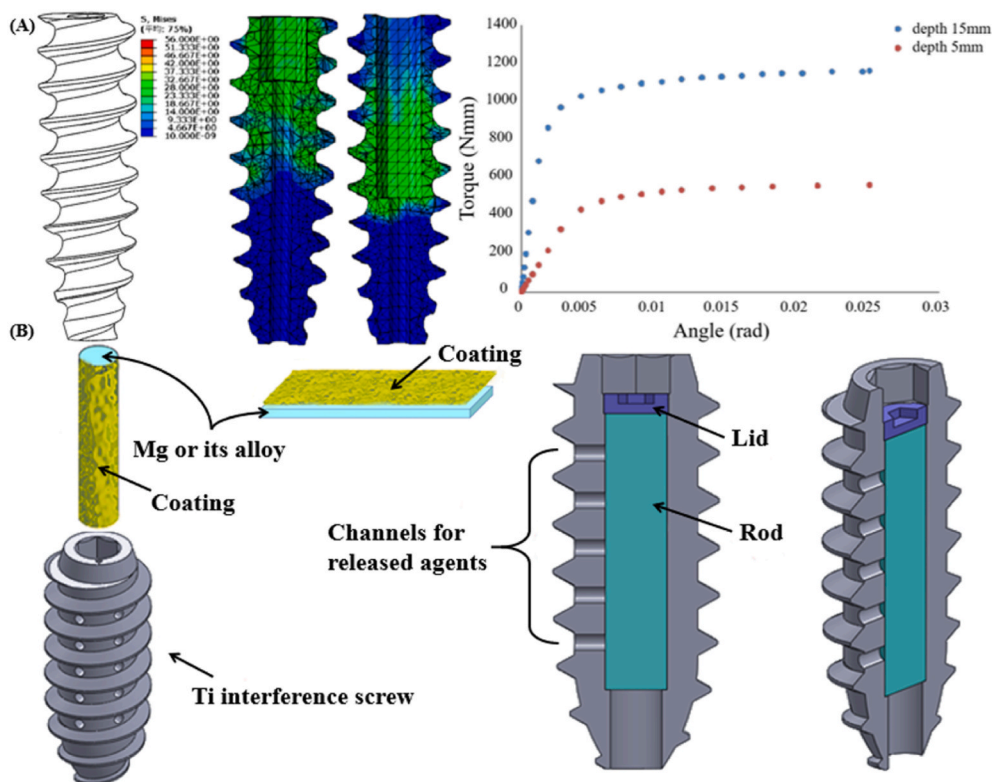 (A)
S, Mises
(平均: 75%)
56.000E+00
51.333E+00
46.667E+00
42.000E+00
37.333E+00
32.667E+00
28.000E+00
23.333E+00
18.667E+00
14.000E+00
9.333E+00
4.667E+00
10.000E-09
1400
1200
1000
800
600
400
200
0
Torque (Nmm)
depth 15mm
depth 5mm
0.005
0.01
0.015
0.02
0.025
0.03
Angle (rad)
(B)
Coating
Mg or its alloy
Coating
Lid
Rod
Channels for
released agents
Ti interference screw